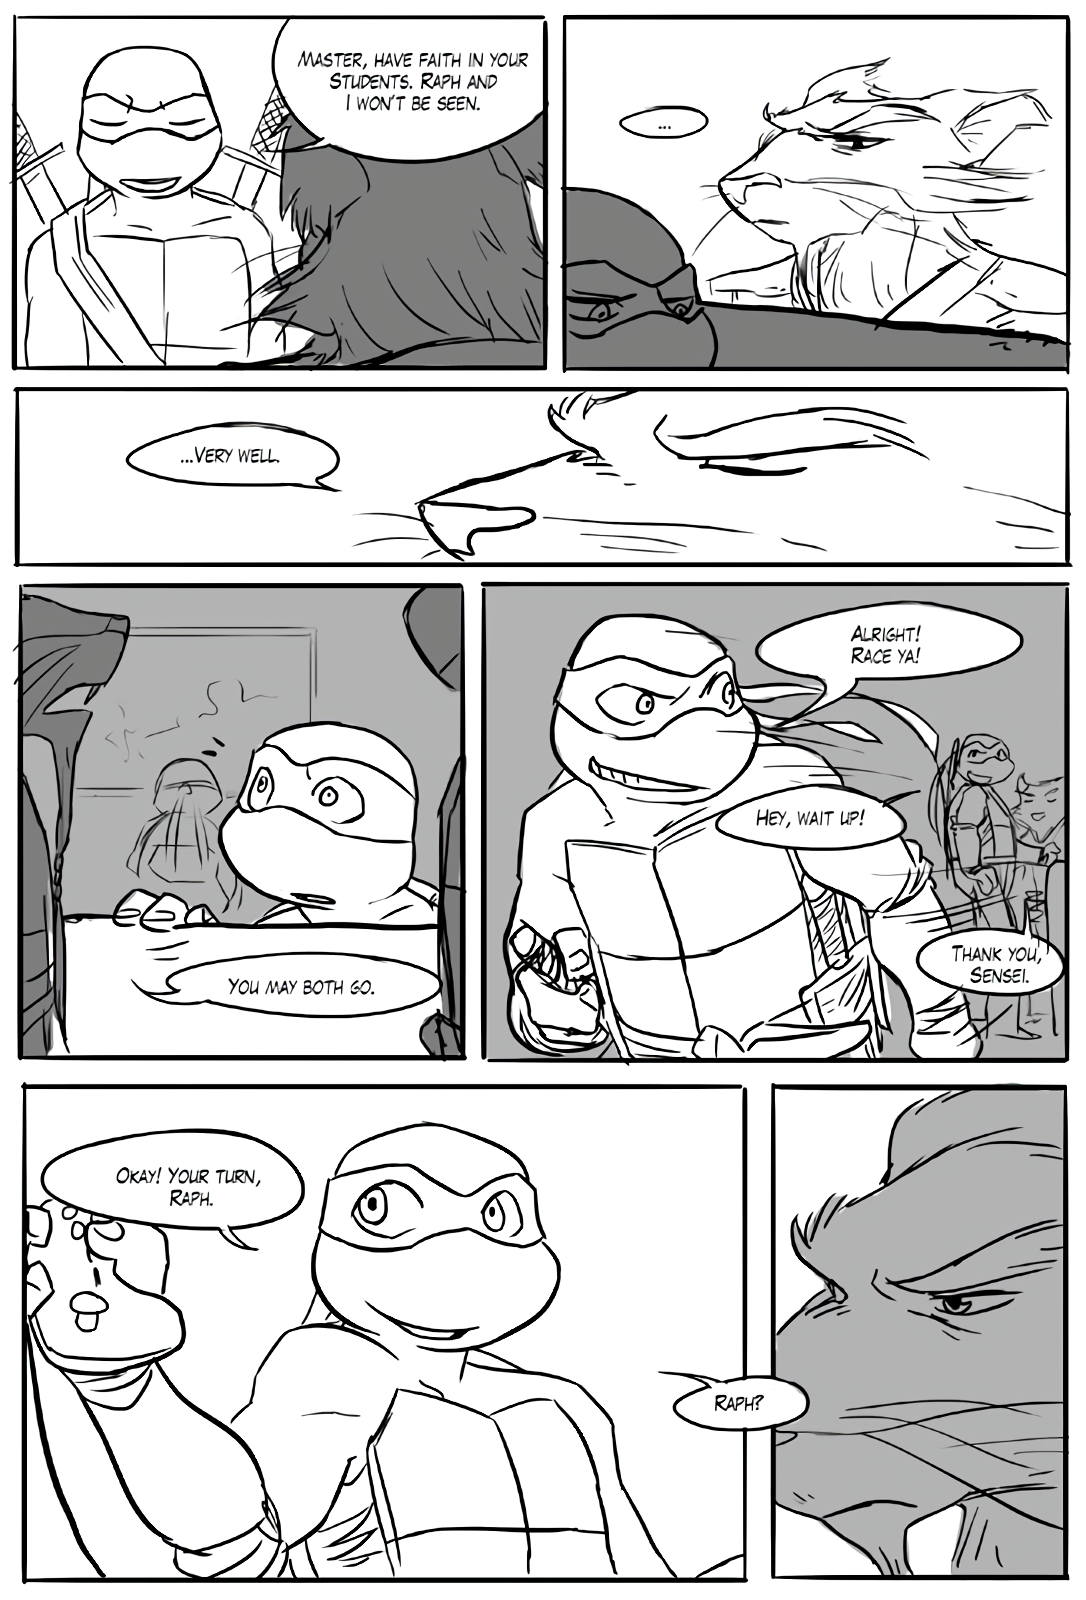 Master, have faith in your
Students. Raph and
I won't be seen.
...
...Very well.
You may both go.
Alright!
Race ya!
Hey, wait up!
Thank you,
Sensei.
Okay! Your turn,
Raph.
Raph?